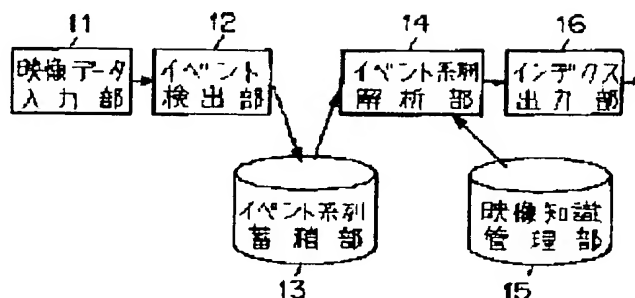 11
12
14
16
映像データ
入力部
イベント
検出部
イベント系列
解析部
インデクス
出力部
イベント系列
蓄積部
映像知識
管理部
13
15